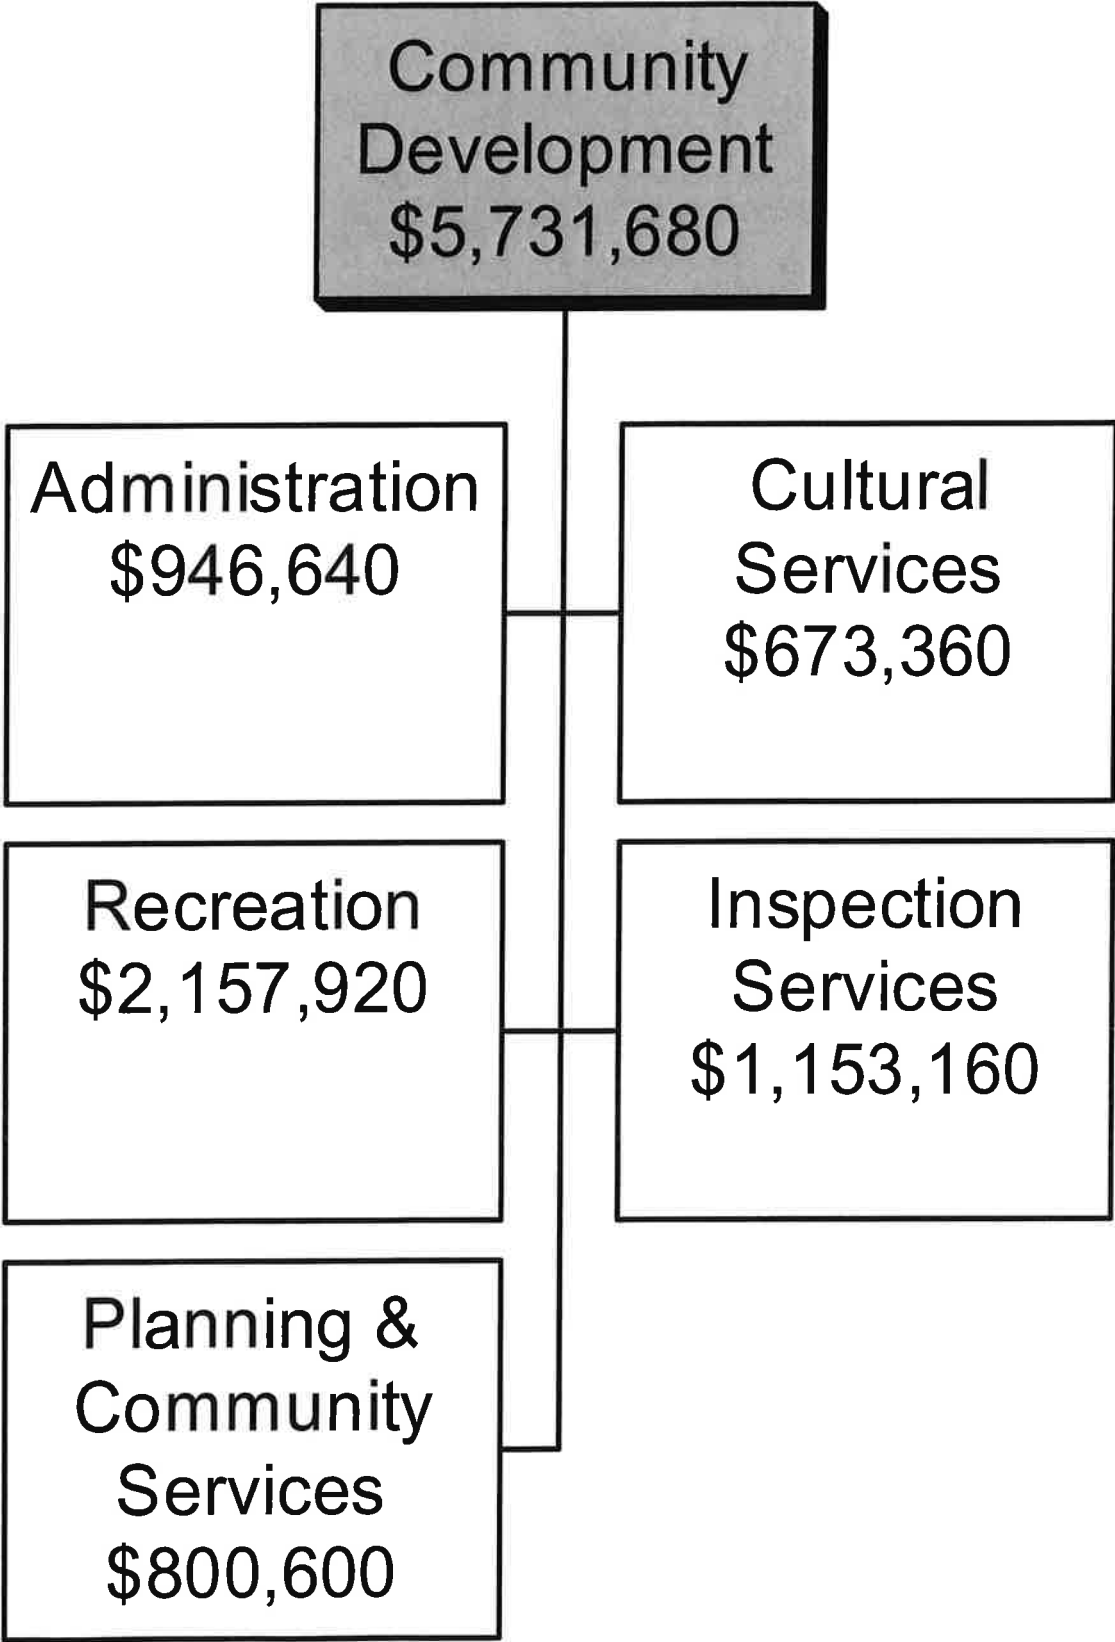 Community
Development
$5,731,680
Administration
$946,640
Cultural
Services
$673,360
Recreation
$2,157,920
Inspection
Services
$1,153,160
Planning &
Community
Services
$800,600